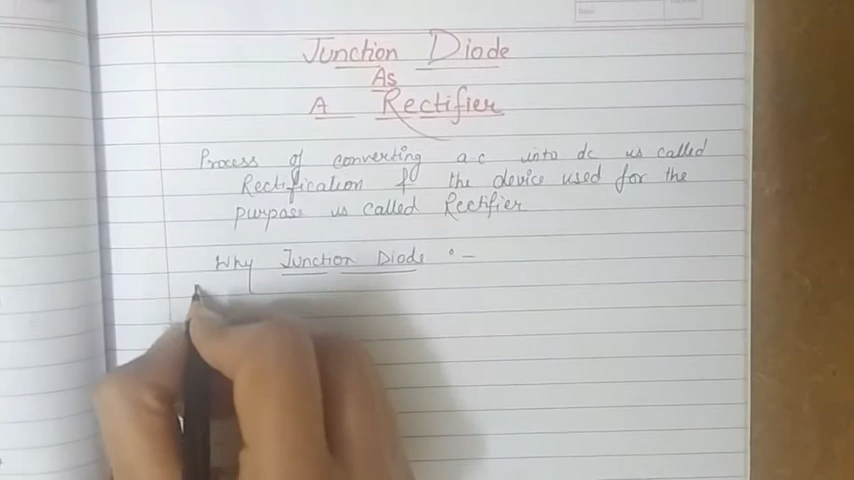 Junction Diode
As
A Rectifier
Process of converting ac into dc is called
Rectification & the device used for the
purpose is called Rectifier
Why Junction Diode :-